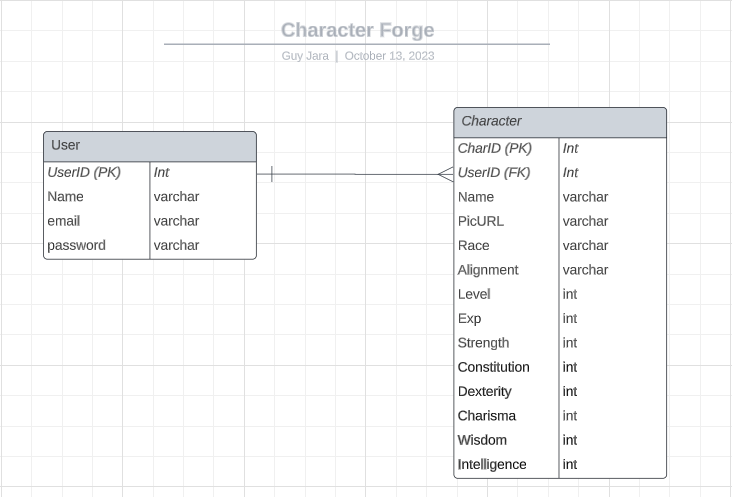 Character Forge
Guy Jara | October 13, 2023
User
UserID (PK) Int
Name varchar
email varchar
password varchar
Character
CharID (PK) Int
UserID (FK) Int
Name varchar
PicURL varchar
Race varchar
Alignment varchar
Level int
Exp int
Strength int
Constitution int
Dexterity int
Charisma int
Wisdom int
Intelligence int